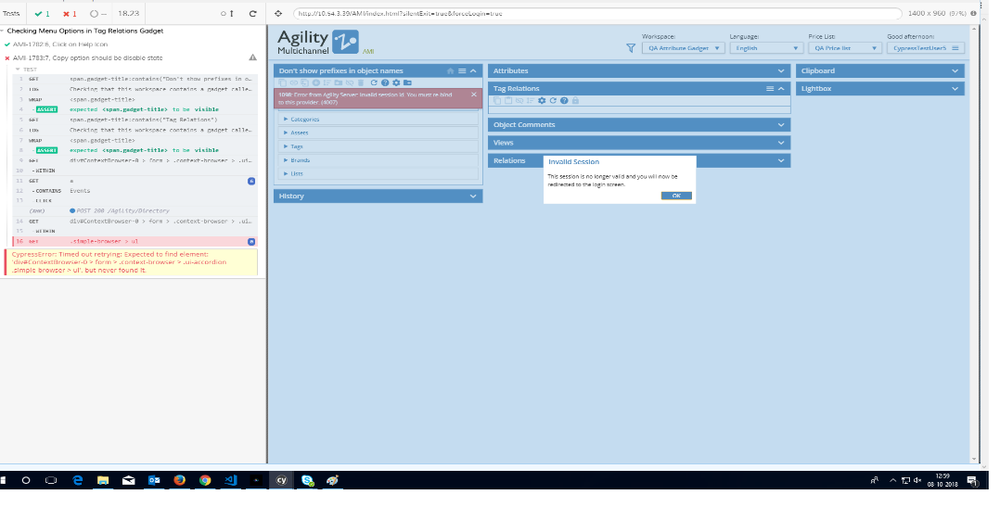 Tests ✓ 1 ✗ 1 -- 18.23
http://10.54.3.39/AMI/index.html?silentExit=true&forceLogin=true
1400 x 960 (97%)
Checking Menu Options in Tag Relations Gadget
AMI-1782:6, Click on Help Icon
AMI-1783:7, Copy option should be disable state
TEST
1 GET span.gadget-title:contains("Don't show prefixes in o...
2 LOG Checking that this workspace contains a gadget calle...
3 WRAP <span.gadget-title>
4 - ASSERT expected <span.gadget-title> to be visible
5 GET span.gadget-title:contains("Tag Relations")
6 LOG Checking that this workspace contains a gadget calle...
7 WRAP <span.gadget-title>
8 - ASSERT expected <span.gadget-title> to be visible
9 GET div#ContextBrowser-0 > form > .context-browser > .ui...
10 - WITHIN
11 GET a
12 - CONTAINS Events
13 - CLICK
(XHR) POST 200 /Agility/Directory
14 GET div#ContextBrowser-0 > form > .context-browser > .ui...
15 - WITHIN
16 GET .simple-browser > ul
CypressError: Timed out retrying: Expected to find element:
'div#ContextBrowser-0 > form > .context-browser > .ui-accordion
.simple-browser > ul', but never found it.
Agility
Multichannel
AMI
Workspace:
QA Attribute Gadget
Language:
English
Price List:
QA Price list
Good afternoon:
CypressTestUser5
Don't show prefixes in object names
1098: Error from Agility Server: Invalid session id. You must re-bind
to this provider. (4007)
Categories
Assets
Tags
Brands
Lists
History
Attributes
Tag Relations
Object Comments
Views
Relations
Clipboard
Lightbox
Invalid Session
This session is no longer valid and you will now be
redirected to the login screen.
OK
cy
12:59
08-10-2018